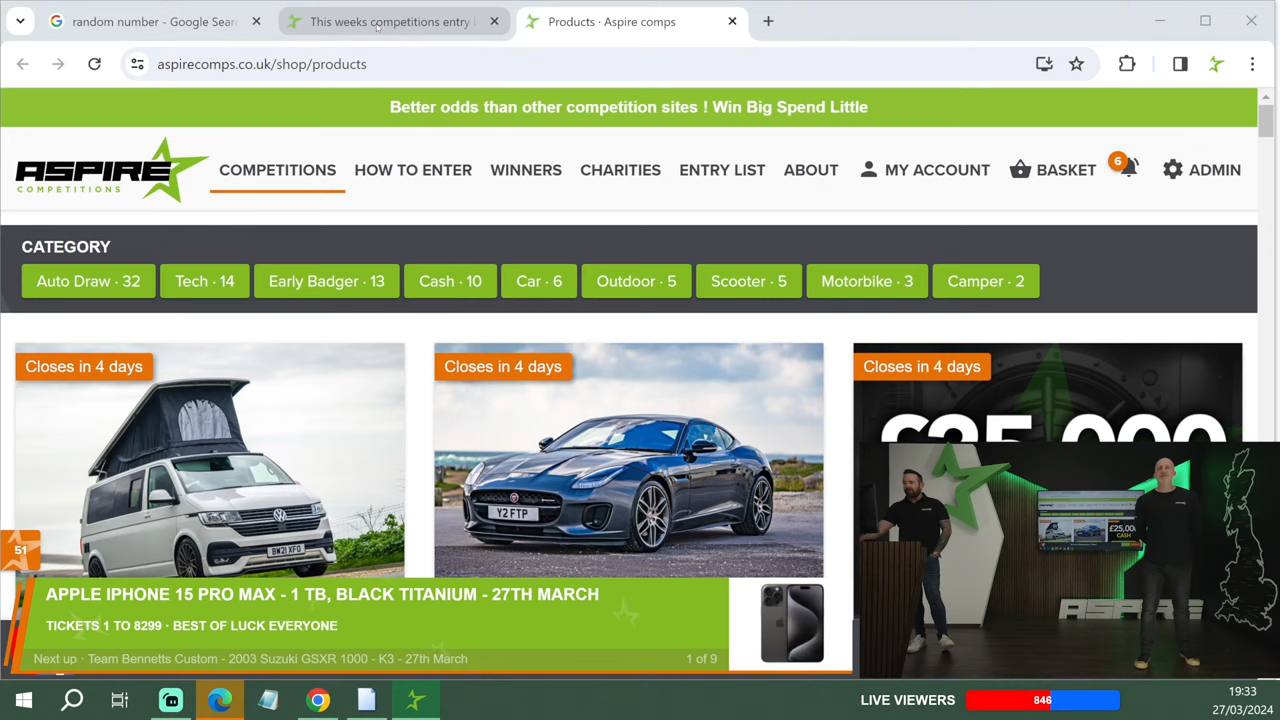 random number - Google Sear
This weeks competitions entry
Products · Aspire comps
aspirecomps.co.uk/shop/products
Better odds than other competition sites ! Win Big Spend Little
ASPIRE
COMPETITIONS
COMPETITIONS
HOW TO ENTER
WINNERS
CHARITIES
ENTRY LIST
ABOUT
MY ACCOUNT
BASKET
6
ADMIN
CATEGORY
Auto Draw · 32
Tech · 14
Early Badger · 13
Cash · 10
Car · 6
Outdoor · 5
Scooter · 5
Motorbike · 3
Camper · 2
Closes in 4 days
Closes in 4 days
Closes in 4 days
£25,000
BW21 XFO
Y2 FTP
£25,000
CASH
ASPIRE
51
APPLE IPHONE 15 PRO MAX - 1 TB, BLACK TITANIUM - 27TH MARCH
TICKETS 1 TO 8299 · BEST OF LUCK EVERYONE
Next up · Team Bennetts Custom - 2003 Suzuki GSXR 1000 - K3 - 27th March
1 of 9
LIVE VIEWERS
846
19:33
27/03/2024